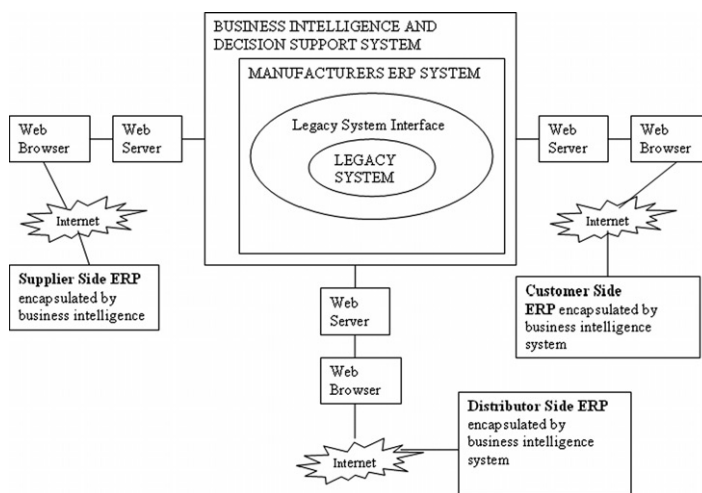 BUSINESS INTELLIGENCE AND
DECISION SUPPORT SYSTEM
MANUFACTURERS ERP SYSTEM
Legacy System Interface
LEGACY
SYSTEM
Web
Browser
Web
Server
Web
Server
Web
Browser
Internet
Internet
Supplier Side ERP
encapsulated by
business intelligence
Customer Side
ERP encapsulated by
business intelligence
system
Web
Server
Web
Browser
Internet
Distributor Side ERP
encapsulated by
business intelligence
system